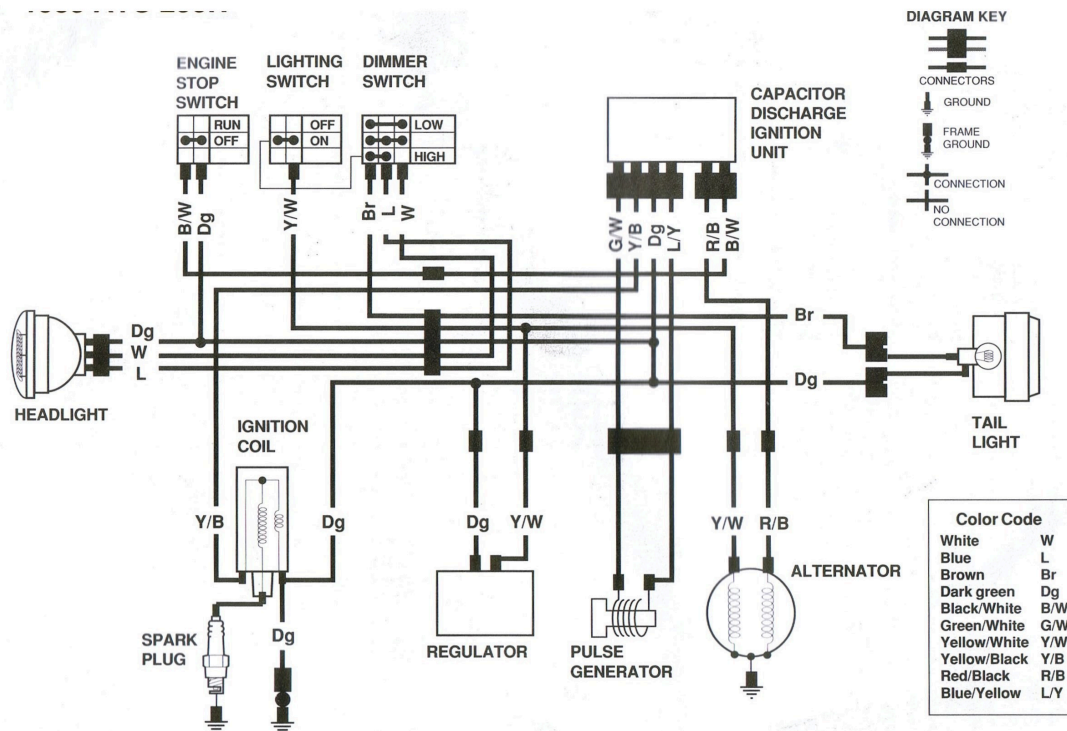 DIAGRAM KEY
CONNECTORS
GROUND
FRAME
GROUND
CONNECTION
NO
CONNECTION
ENGINE
STOP
SWITCH
RUN
OFF
LIGHTING
SWITCH
OFF
ON
DIMMER
SWITCH
LOW
HIGH
CAPACITOR
DISCHARGE
IGNITION
UNIT
B/W
Dg
Y/W
Br
L
W
G/W
Y/B
Dg
L/Y
R/B
B/W
Dg
W
L
HEADLIGHT
Br
Dg
TAIL
LIGHT
IGNITION
COIL
Y/B
Dg
Dg
Y/W
Y/W
R/B
SPARK
PLUG
Dg
REGULATOR
PULSE
GENERATOR
ALTERNATOR
Color Code
White W
Blue L
Brown Br
Dark green Dg
Black/White B/W
Green/White G/W
Yellow/White Y/W
Yellow/Black Y/B
Red/Black R/B
Blue/Yellow L/Y